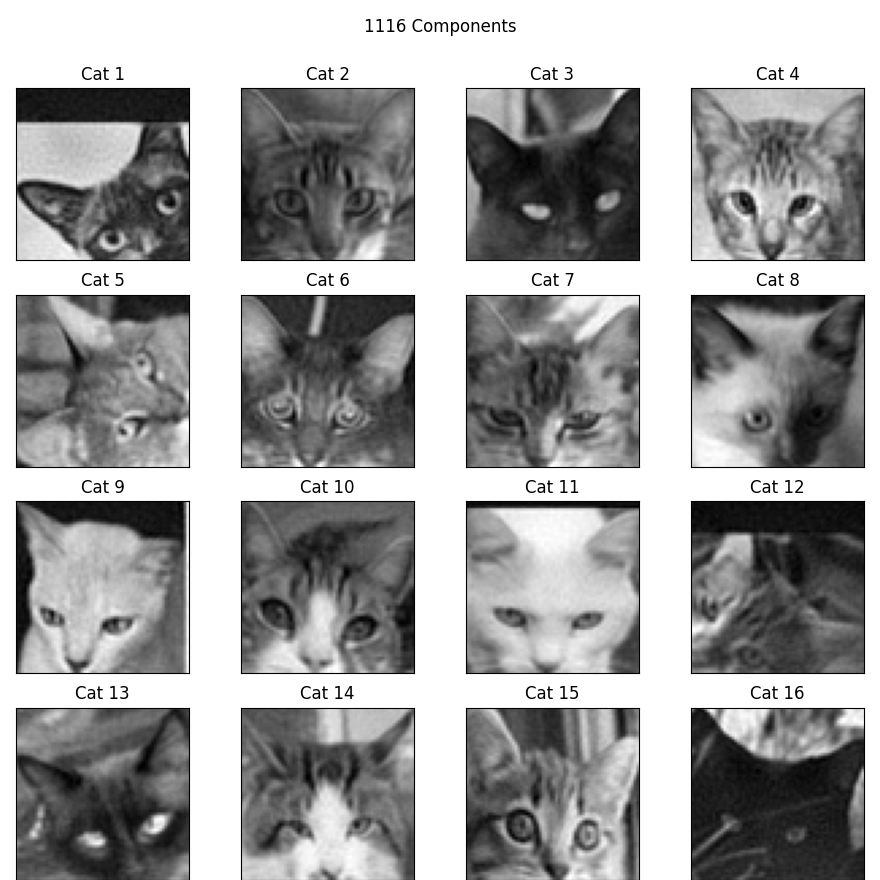 1116 Components
Cat 1 Cat 2 Cat 3 Cat 4
Cat 5 Cat 6 Cat 7 Cat 8
Cat 9 Cat 10 Cat 11 Cat 12
Cat 13 Cat 14 Cat 15 Cat 16